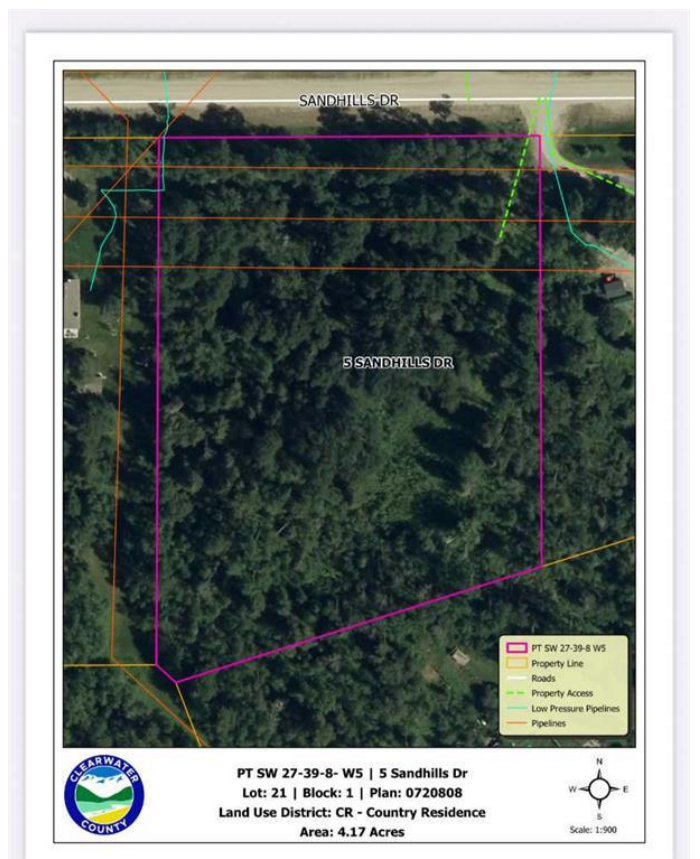 SANDHILLS DR
5 SANDHILLS DR
PT SW 27-39-8 W5
Property Line
Roads
Property Access
Low Pressure Pipelines
Pipelines
CLEARWATER
COUNTY
PT SW 27-39-8- W5 | 5 Sandhills Dr
Lot: 21 | Block: 1 | Plan: 0720808
Land Use District: CR - Country Residence
Area: 4.17 Acres
N
W E
S
Scale: 1:900